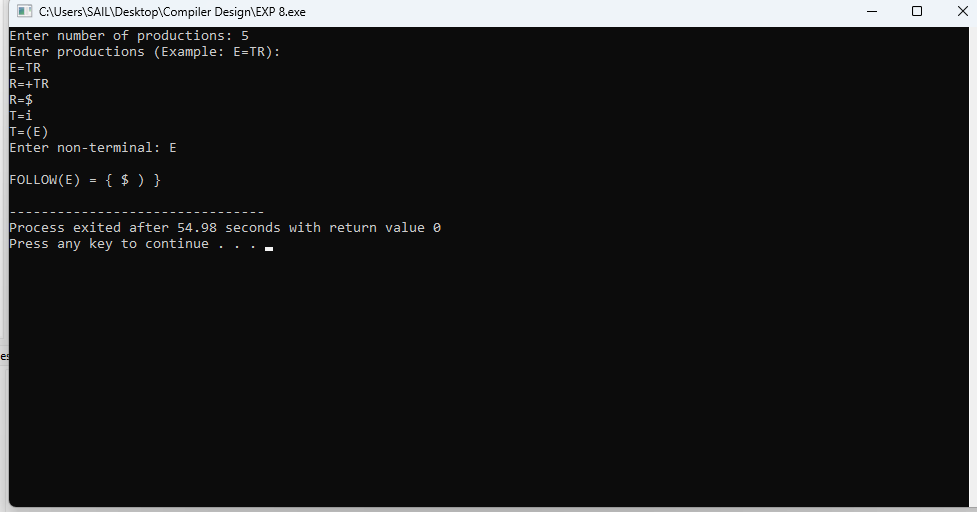 C:\Users\SAIL\Desktop\Compiler Design\EXP 8.exe
Enter number of productions: 5
Enter productions (Example: E=TR):
E=TR
R=+TR
R=$
T=i
T=(E)
Enter non-terminal: E
FOLLOW(E) = { $ ) }
--------------------------------
Process exited after 54.98 seconds with return value 0
Press any key to continue . . .
es